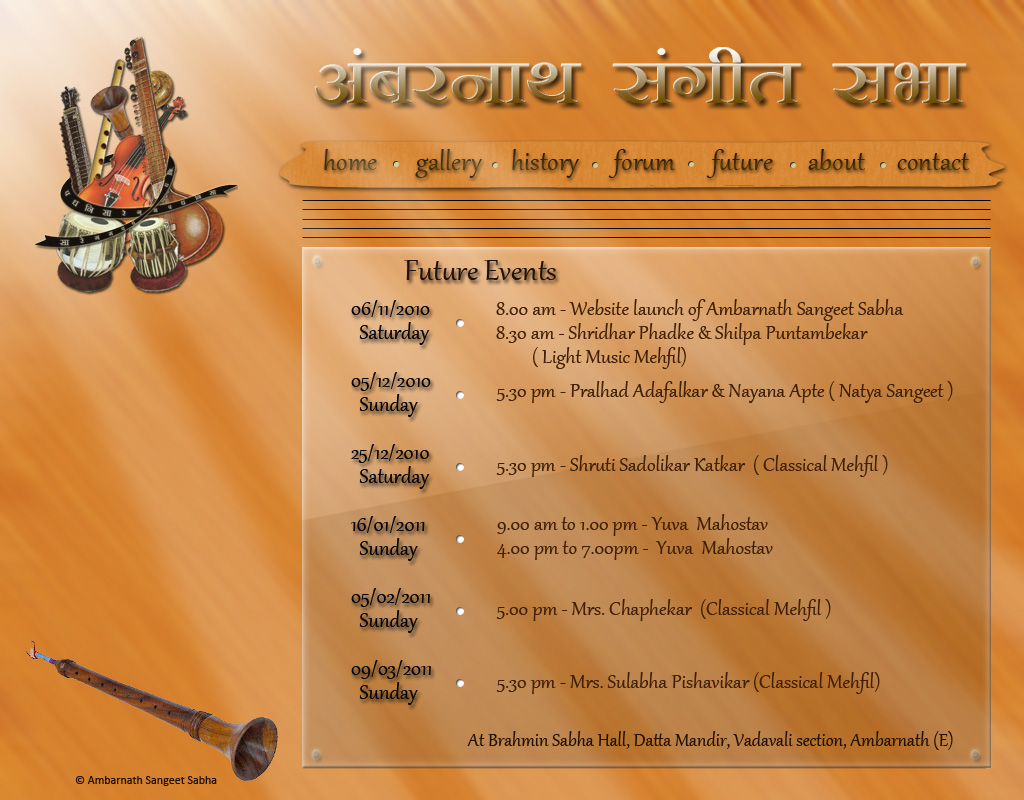 अंबरनाथ संगीत सभा
home gallery history forum future about contact
Future Events
06/11/2010
Saturday
8.00 am - Website launch of Ambarnath Sangeet Sabha
8.30 am - Shridhar Phadke & Shilpa Puntambekar
( Light Music Mehfil)
05/12/2010
Sunday
5.30 pm - Pralhad Adafalkar & Nayana Apte ( Natya Sangeet )
25/12/2010
Saturday
5.30 pm - Shruti Sadolikar Katkar ( Classical Mehfil )
16/01/2011
Sunday
9.00 am to 1.00 pm - Yuva Mahostav
4.00 pm to 7.00pm - Yuva Mahostav
05/02/2011
Sunday
5.00 pm - Mrs. Chaphekar (Classical Mehfil )
09/03/2011
Sunday
5.30 pm - Mrs. Sulabha Pishavikar (Classical Mehfil)
At Brahmin Sabha Hall, Datta Mandir, Vadavali section, Ambarnath (E)
© Ambarnath Sangeet Sabha